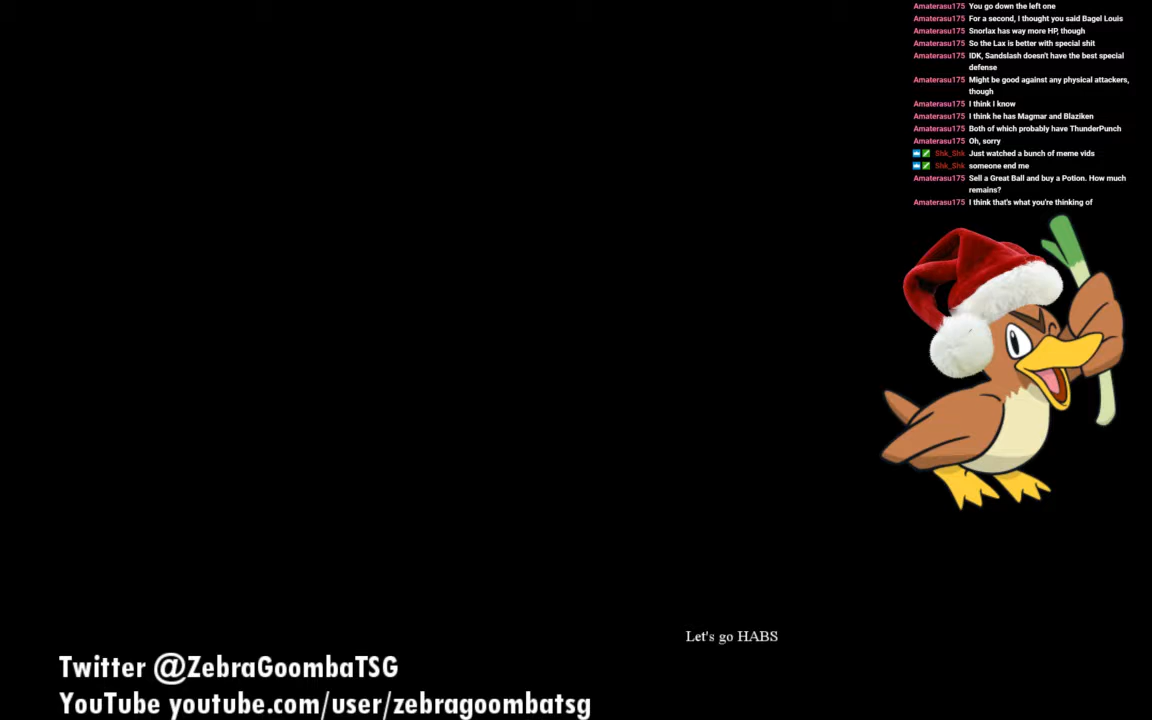 Amaterasu175 You go down the left one
Amaterasu175 For a second, I thought you said Bagel Louis
Amaterasu175 Snorlax has way more HP, though
Amaterasu175 So the Lax is better with special shit
Amaterasu175 IDK, Sandslash doesn't have the best special
defense
Amaterasu175 Might be good against any physical attackers,
though
Amaterasu175 I think I know
Amaterasu175 I think he has Magmar and Blaziken
Amaterasu175 Both of which probably have ThunderPunch
Amaterasu175 Oh, sorry
Shk_Shk Just watched a bunch of meme vids
Shk_Shk someone end me
Amaterasu175 Sell a Great Ball and buy a Potion. How much
remains?
Amaterasu175 I think that's what you're thinking of
Let's go HABS
Twitter @ZebraGoombaTSG
YouTube youtube.com/user/zebragoombatsg